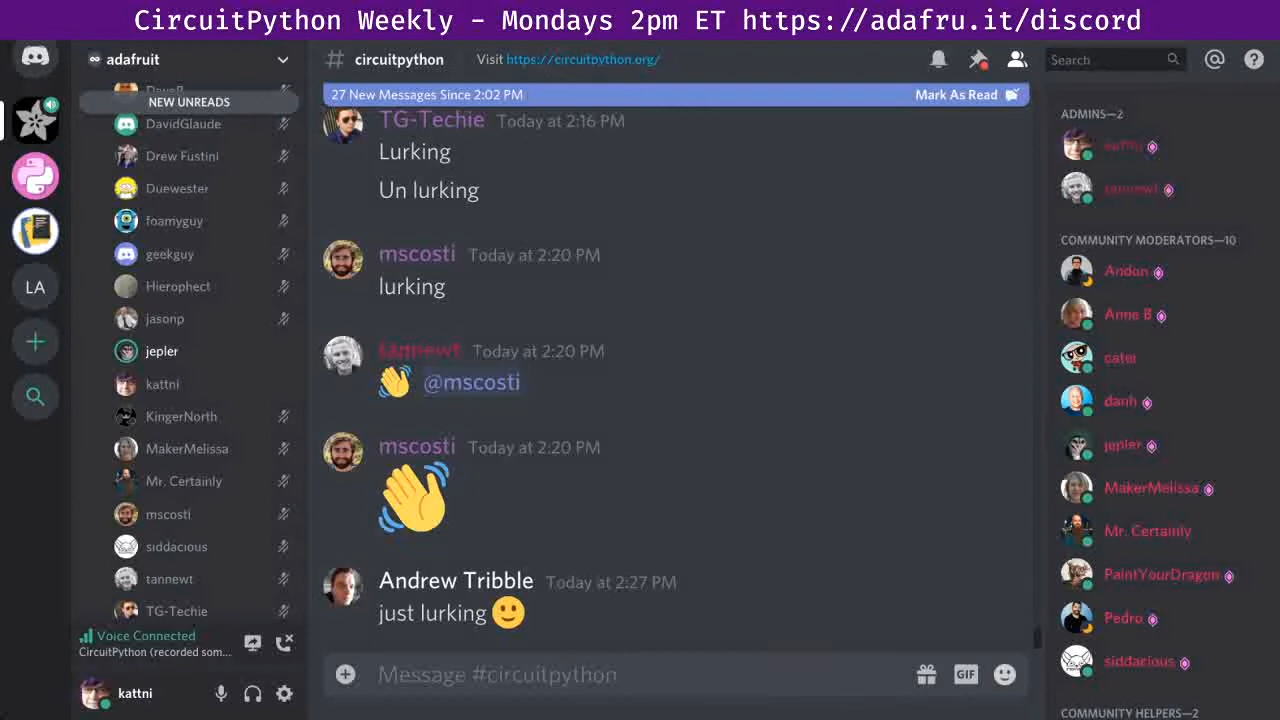 CircuitPython Weekly - Mondays 2pm ET https://adafru.it/discord
adafruit
DaveB
NEW UNREADS
DavidGlaude
Drew Fustini
Duewester
foamyguy
geekguy
Hierophect
jasonp
jepler
kattni
KingerNorth
MakerMelissa
Mr. Certainly
mscosti
siddacious
tannewt
TG-Techie
Voice Connected
CircuitPython (recorded som...
kattni
LA
# circuitpython Visit https://circuitpython.org/
27 New Messages Since 2:02 PM Mark As Read
TG-Techie Today at 2:16 PM
Lurking
Un lurking
mscosti Today at 2:20 PM
lurking
tannewt Today at 2:20 PM
👋 @mscosti
mscosti Today at 2:20 PM
👋
Andrew Tribble Today at 2:27 PM
just lurking 🙂
Message #circuitpython
GIF
Search
ADMINS—2
kattni
tannewt
COMMUNITY MODERATORS—10
Andon
Anne B
cater
danh
jepler
MakerMelissa
Mr. Certainly
PaintYourDragon
Pedro
siddacious
COMMUNITY HELPERS—2